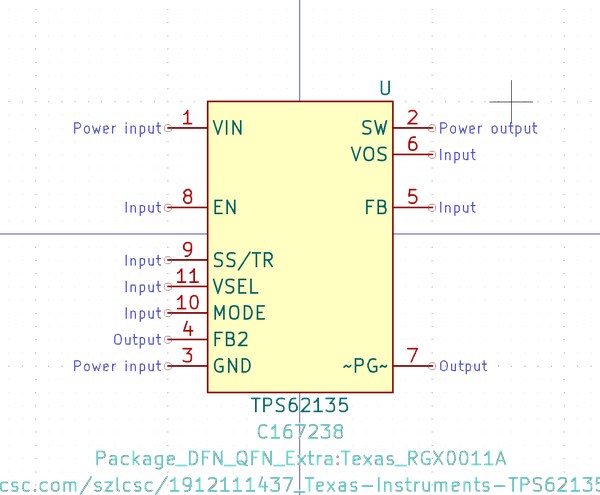 U
Power input 1 VIN SW 2 Power output
VOS 6 Input
Input 8 EN FB 5 Input
Input 9 SS/TR
Input 11 VSEL
Input 10 MODE
Output 4 FB2
Power input 3 GND ~PG~ 7 Output
TPS62135
C167238
Package_DFN_QFN_Extra:Texas_RGX0011A
csc.com/szlcsc/1912111437_Texas-Instruments-TPS62135